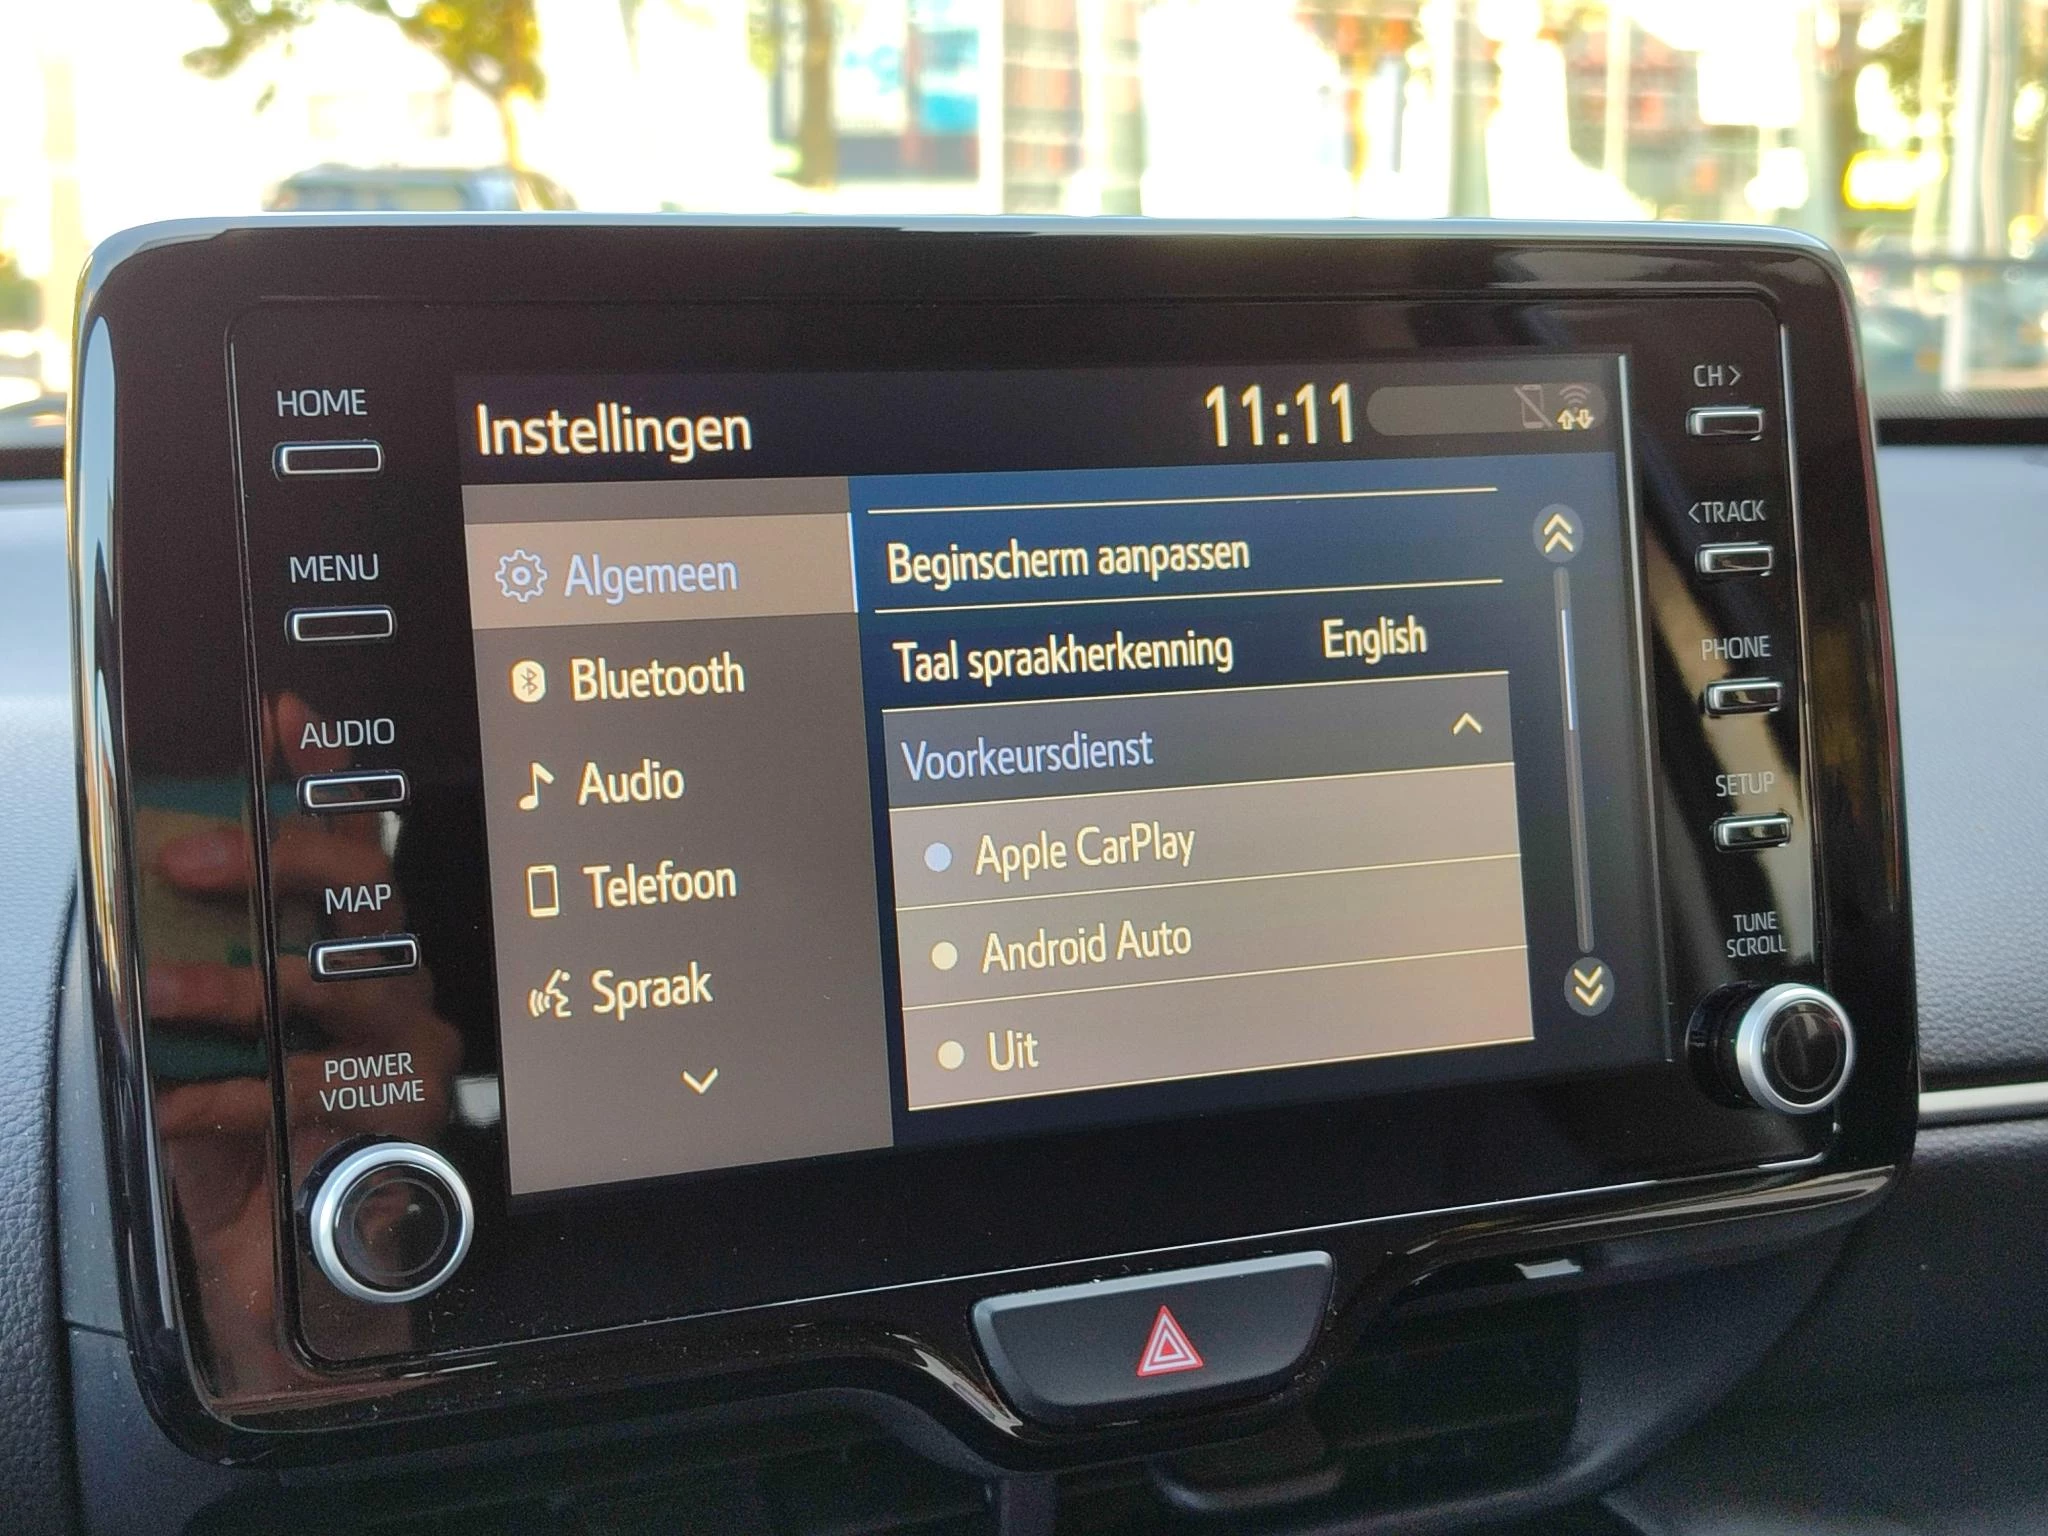 HOME
MENU
AUDIO
MAP
POWER
VOLUME
Instellingen
11:11
Algemeen
Bluetooth
Audio
Telefoon
Spraak
Beginscherm aanpassen
Taal spraakherkenning English
Voorkeursdienst
Apple CarPlay
Android Auto
Uit
CH>
<TRACK
PHONE
SETUP
TUNE
SCROLL